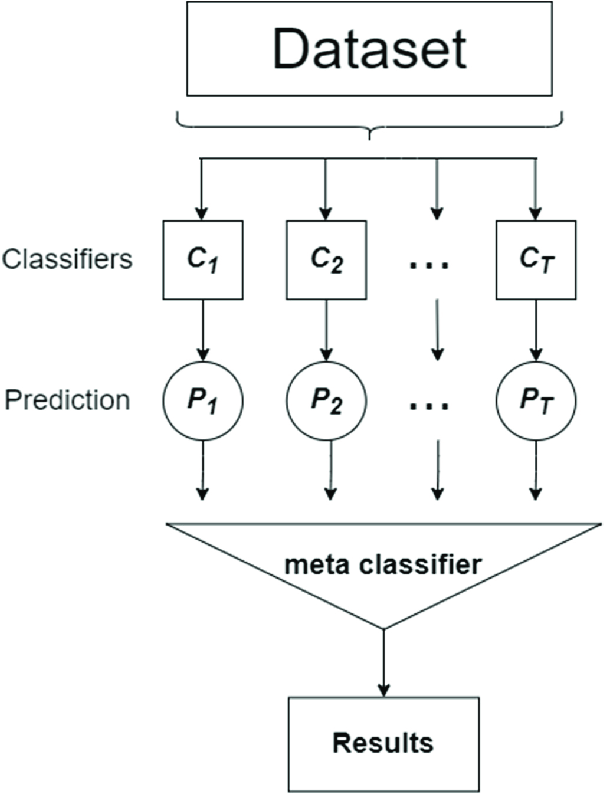 Dataset
Classifiers C1 C2 ... CT
Prediction P1 P2 ... PT
meta classifier
Results